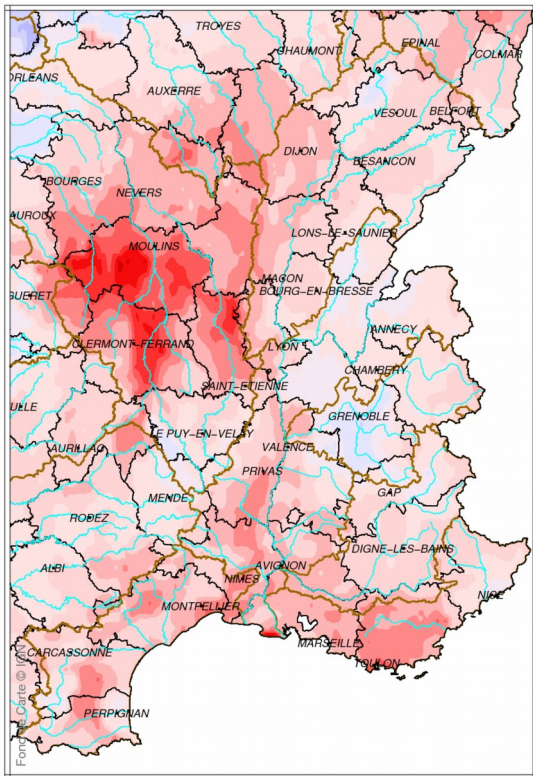 TROYES
EPINAL
CHAUMONT
COLMAR
ORLEANS
AUXERRE
VESOUL
BELFORT
DIJON
BESANCON
BOURGES
NEVERS
AUROUX
LONS-LE-SAUNIER
MOULINS
MACON
GUERET
BOURG-EN-BRESSE
ANNECY
CLERMONT-FERRAND
LYON
CHAMBERY
SAINT-ETIENNE
ULLE
GRENOBLE
LE PUY-EN-VELAY
AURILLAC
VALENCE
PRIVAS
MENDE
GAP
RODEZ
DIGNE-LES-BAINS
ALBI
AVIGNON
NIMES
NICE
MONTPELLIER
MARSEILLE
CARCASSONNE
TOULON
PERPIGNAN
Fond de Carte © IGN